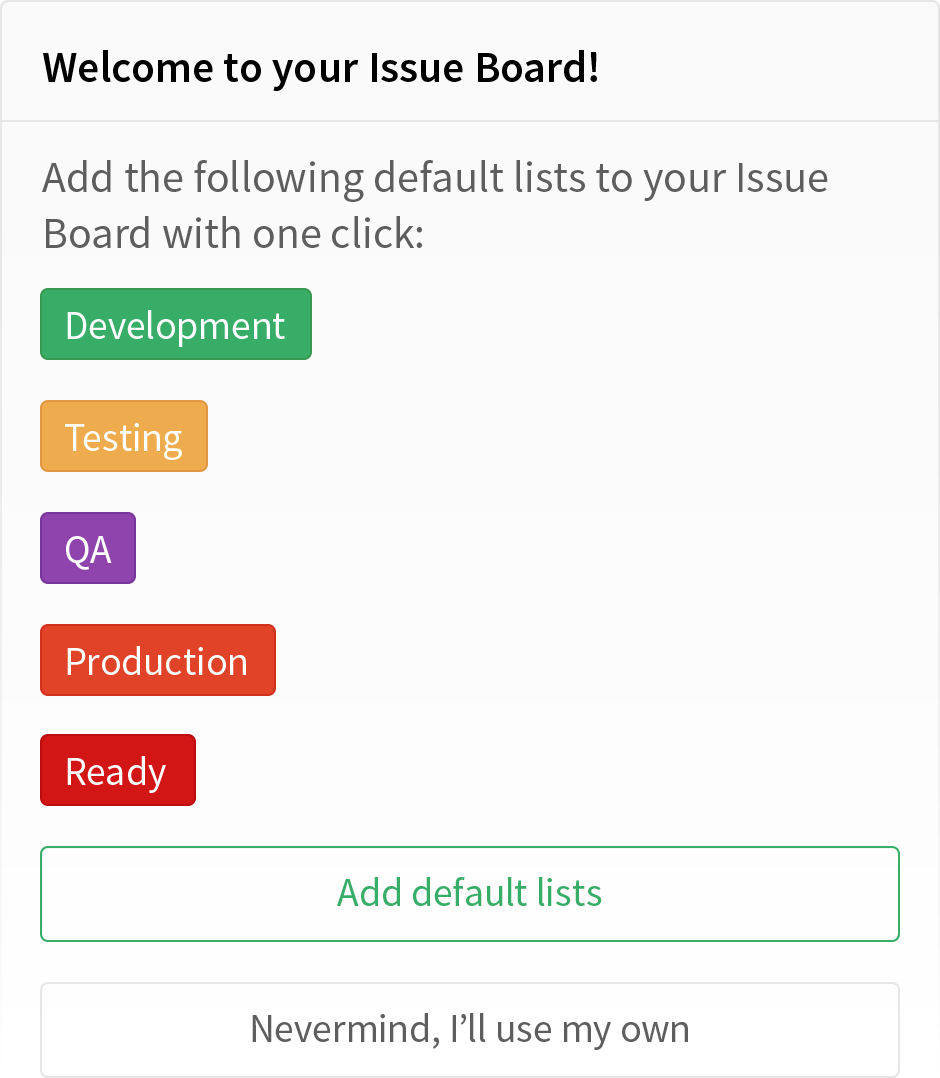 Welcome to your Issue Board!
Add the following default lists to your Issue
Board with one click:
Development
Testing
QA
Production
Ready
Add default lists
Nevermind, I’ll use my own